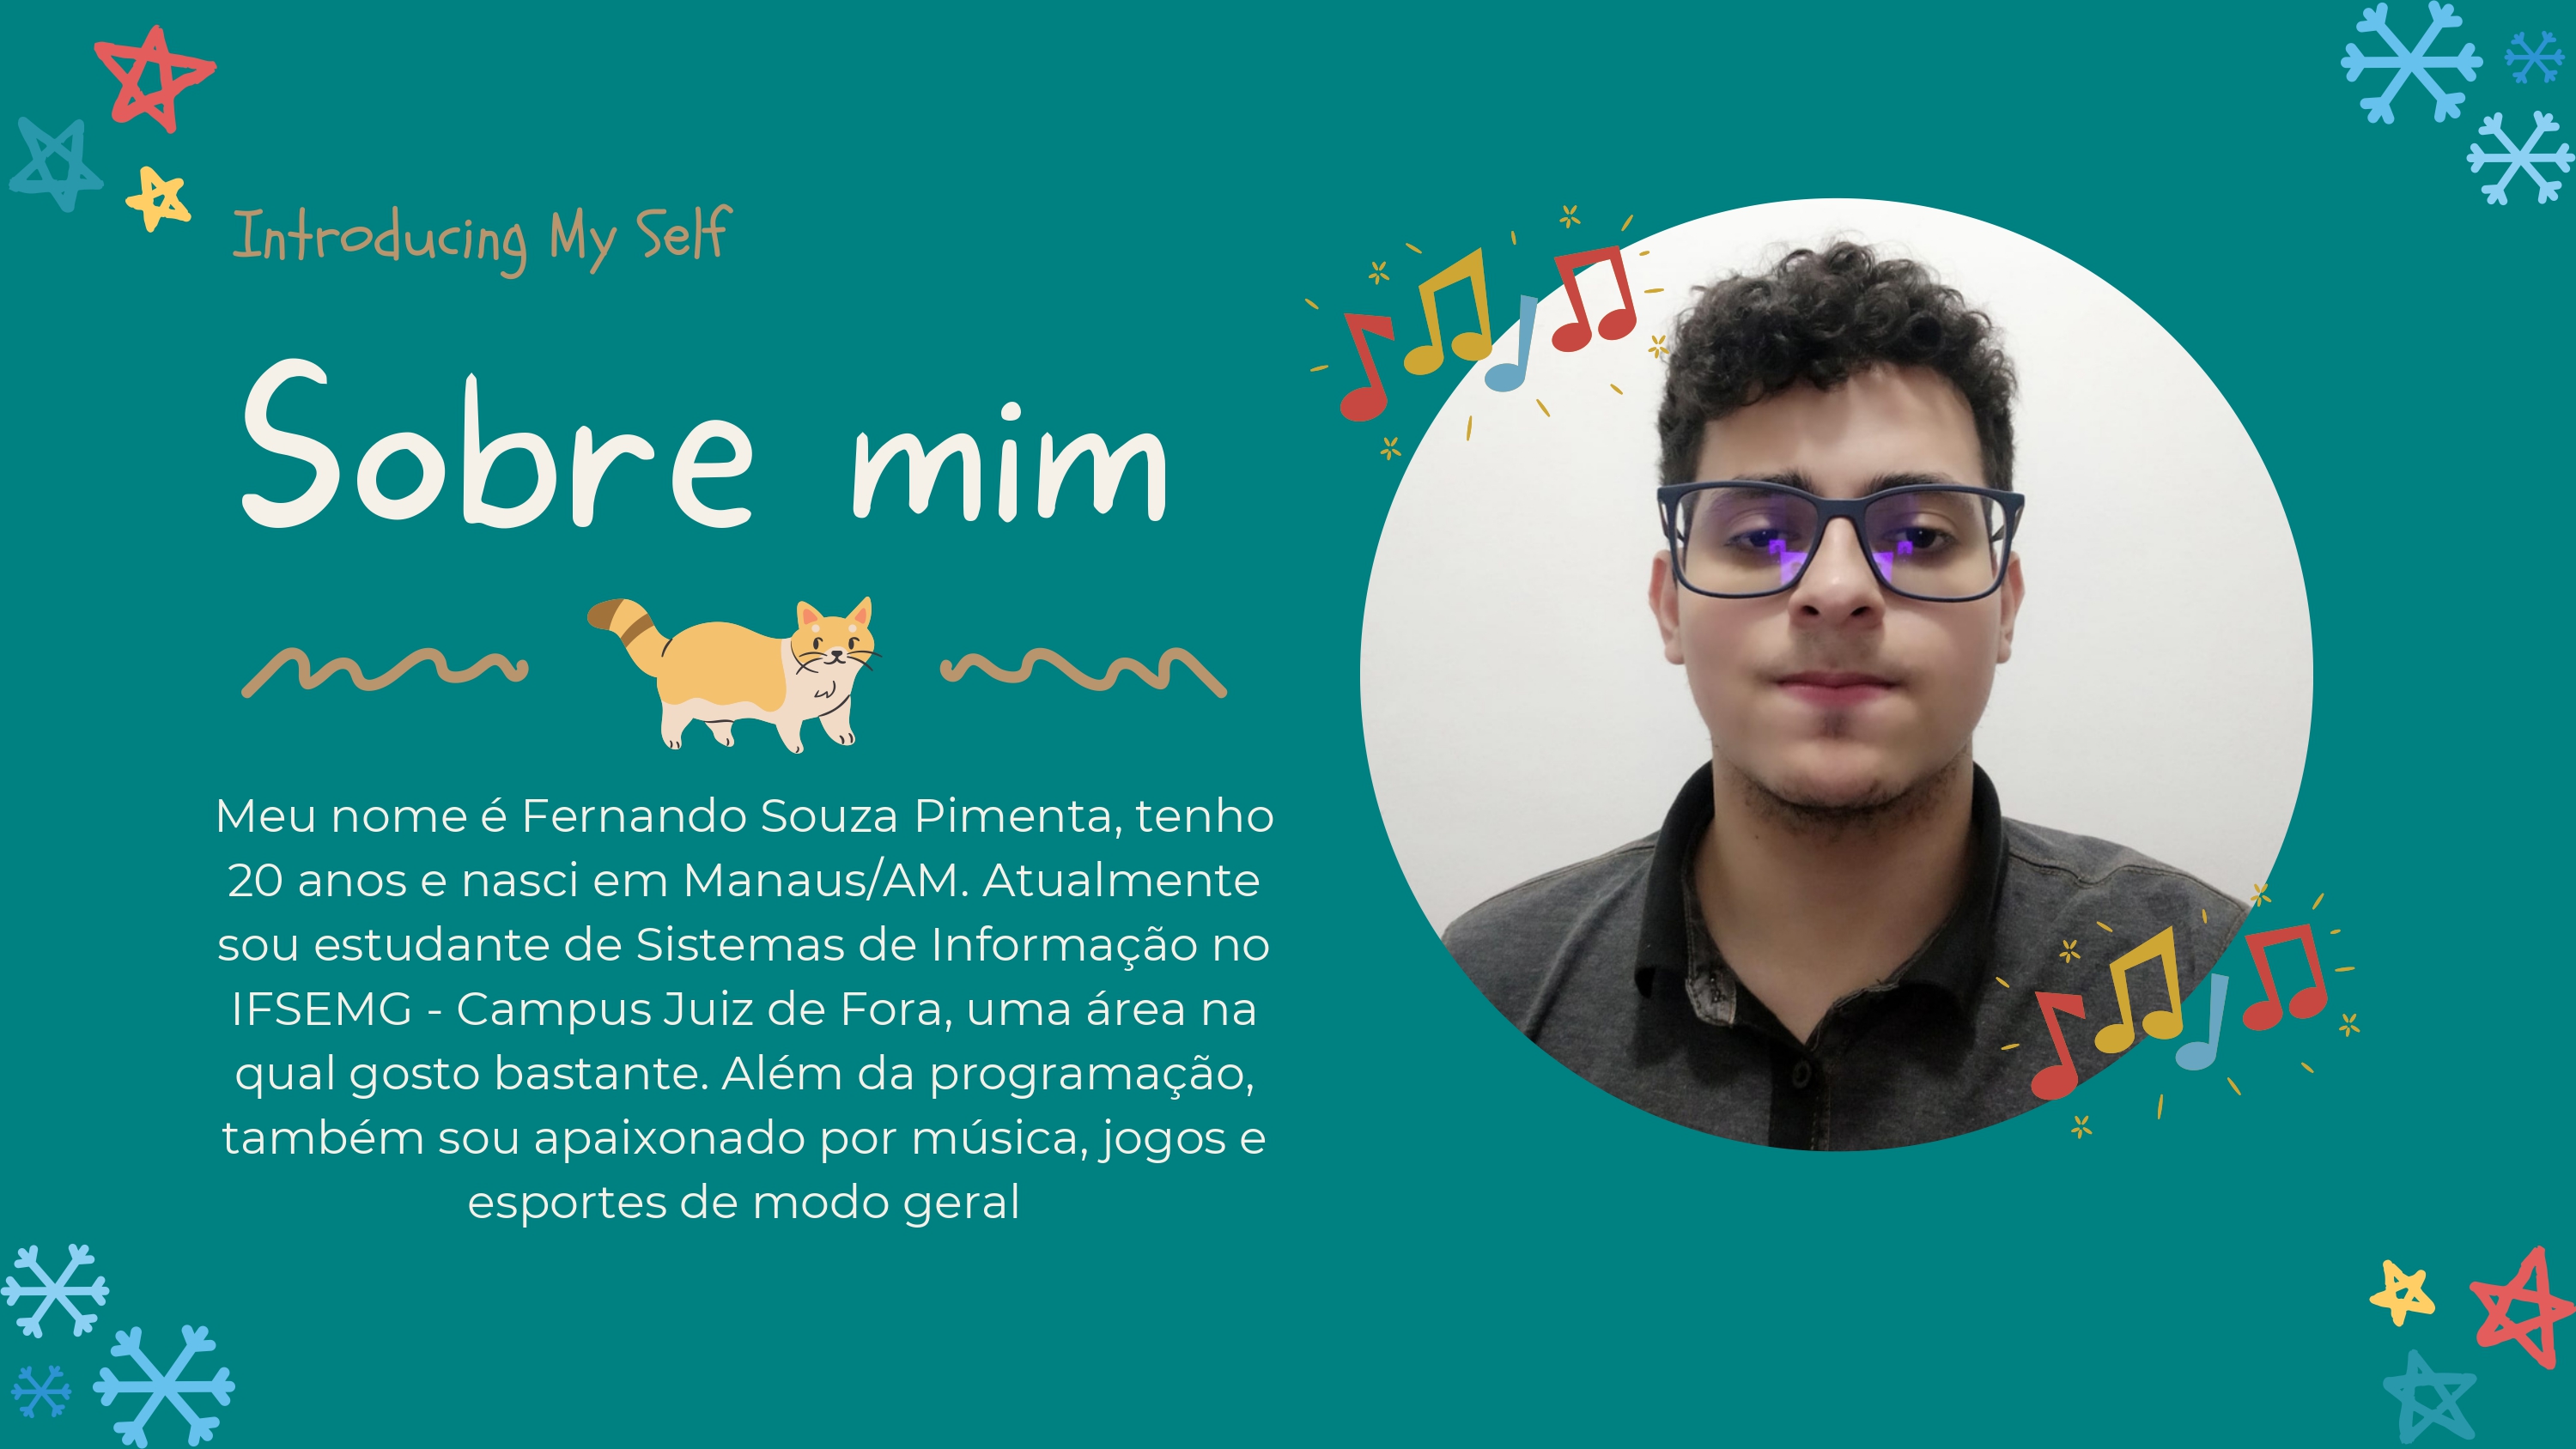 Introducing My Self
Sobre mim
Meu nome é Fernando Souza Pimenta, tenho
20 anos e nasci em Manaus/AM. Atualmente
sou estudante de Sistemas de Informação no
IFSEMG - Campus Juiz de Fora, uma área na
qual gosto bastante. Além da programação,
também sou apaixonado por música, jogos e
esportes de modo geral